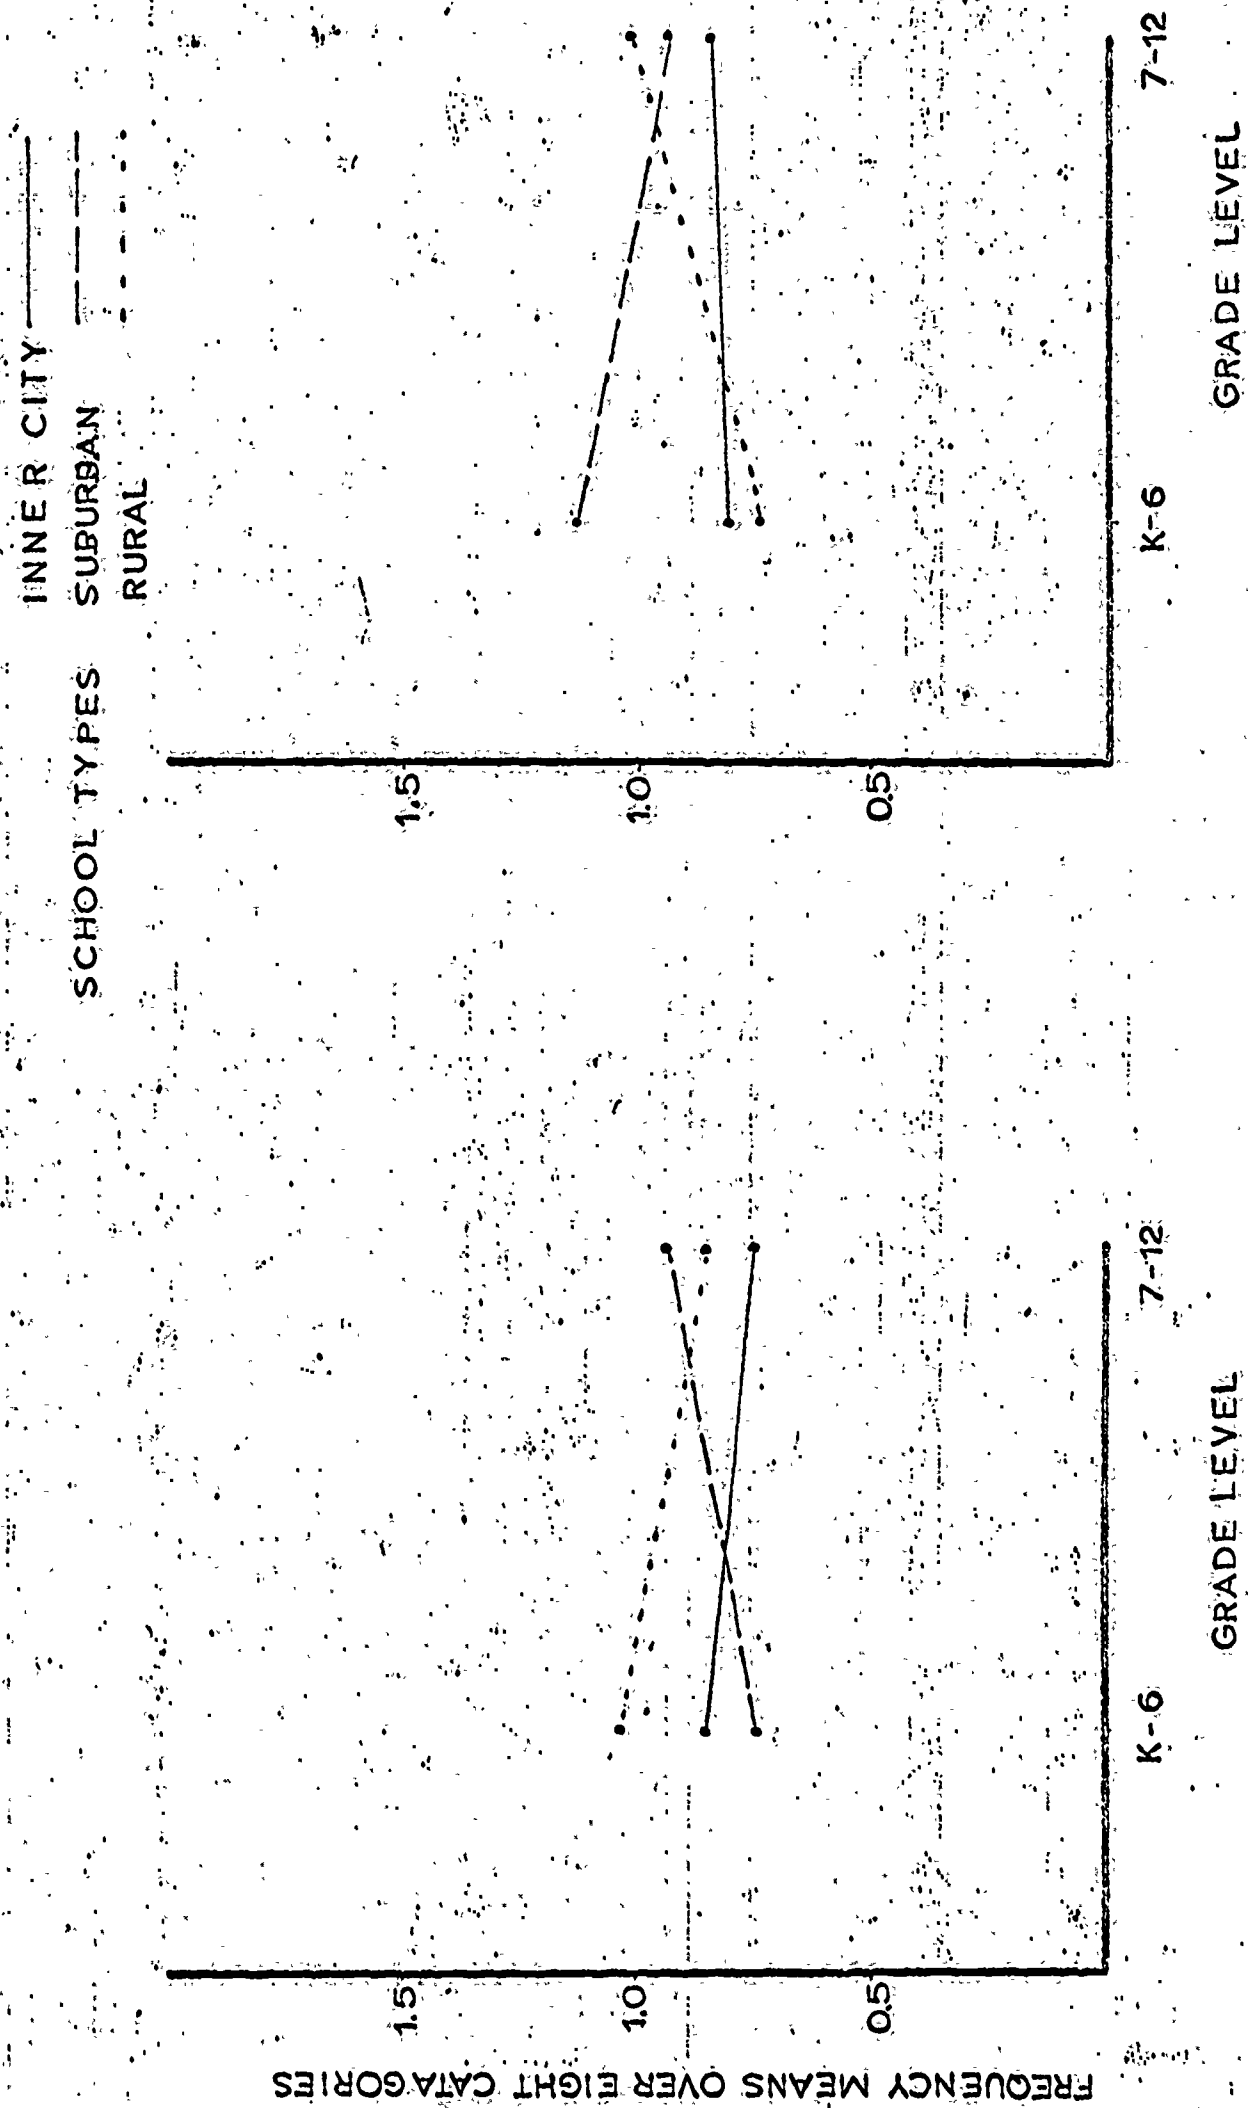 SCHOOL TYPES
INNER CITY
SUBURBAN
RURAL
FREQUENCY MEANS OVER EIGHT CATAGORIES
1.5
1.0
0.5
K-6
7-12
GRADE LEVEL
1.5
1.0
0.5
K-6
7-12
GRADE LEVEL